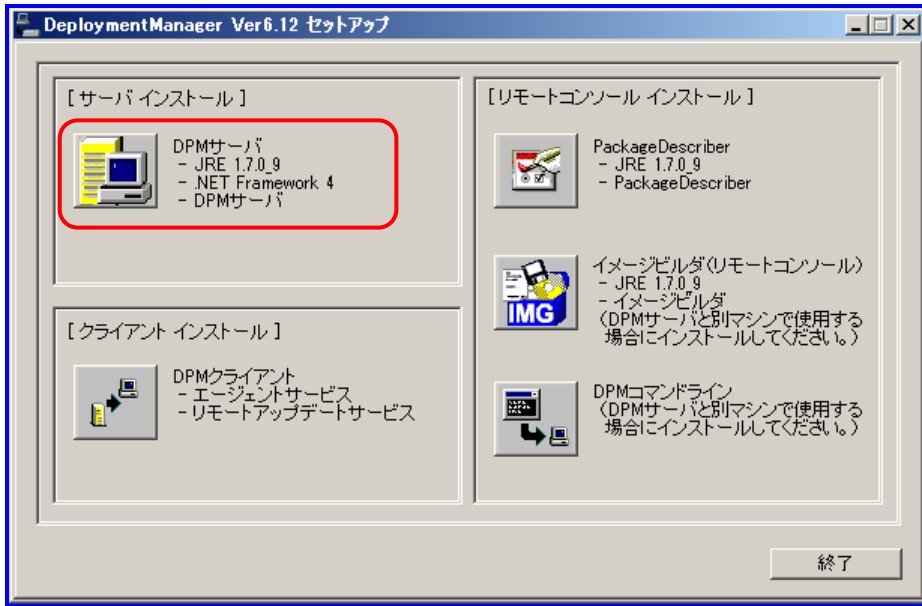 DeploymentManager Ver6.12 セットアップ
[ サーバ インストール ]
DPMサーバ
- JRE 1.7.0_9
- .NET Framework 4
- DPMサーバ
[ クライアント インストール ]
DPMクライアント
- エージェントサービス
- リモートアップデートサービス
[ リモートコンソール インストール ]
PackageDescriber
- JRE 1.7.0_9
- PackageDescriber
IMG
イメージビルダ(リモートコンソール)
- JRE 1.7.0_9
- イメージビルダ
(DPMサーバと別マシンで使用する
場合にインストールしてください。)
DPMコマンドライン
(DPMサーバと別マシンで使用する
場合にインストールしてください。)
終了